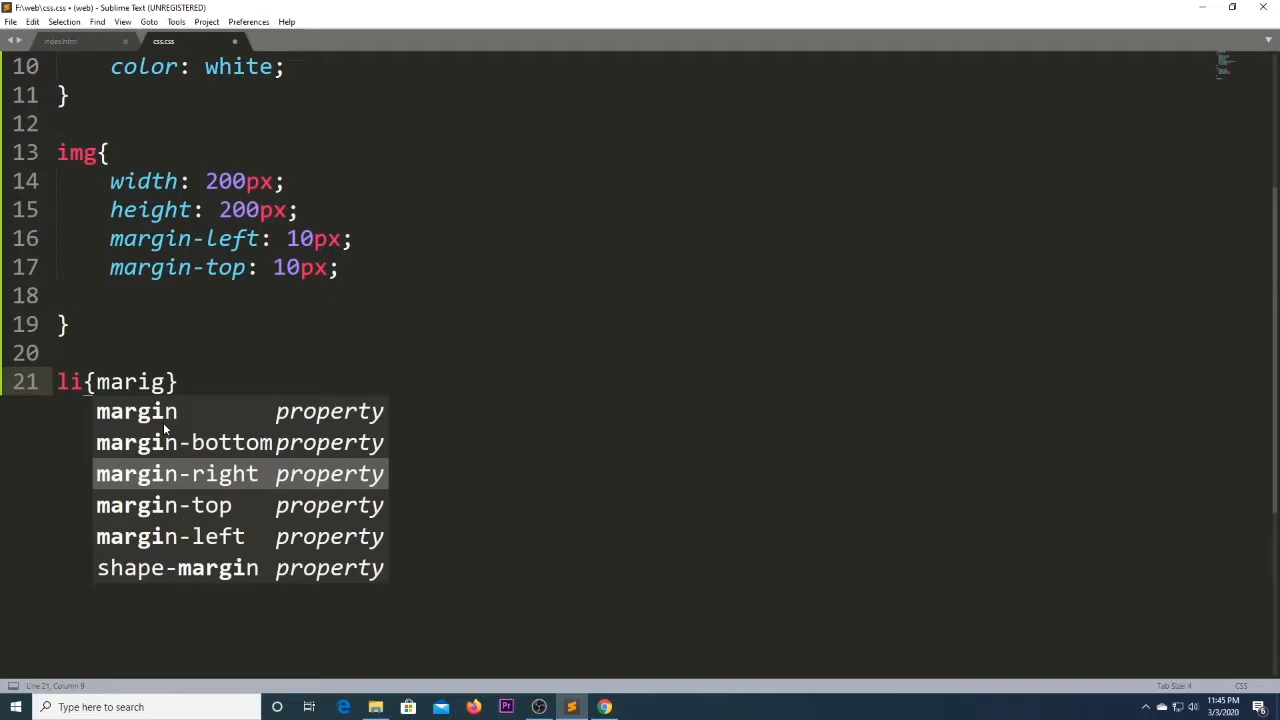 F:\web\css.css • (web) - Sublime Text (UNREGISTERED)
File Edit Selection Find View Goto Tools Project Preferences Help
index.html css.css
10 color: white;
11 }
12
13 img{
14 width: 200px;
15 height: 200px;
16 margin-left: 10px;
17 margin-top: 10px;
18
19 }
20
21 li{marig}
margin property
margin-bottom property
margin-right property
margin-top property
margin-left property
shape-margin property
Line 21, Column 9 Tab Size: 4 CSS
Type here to search
11:45 PM
3/3/2020
6